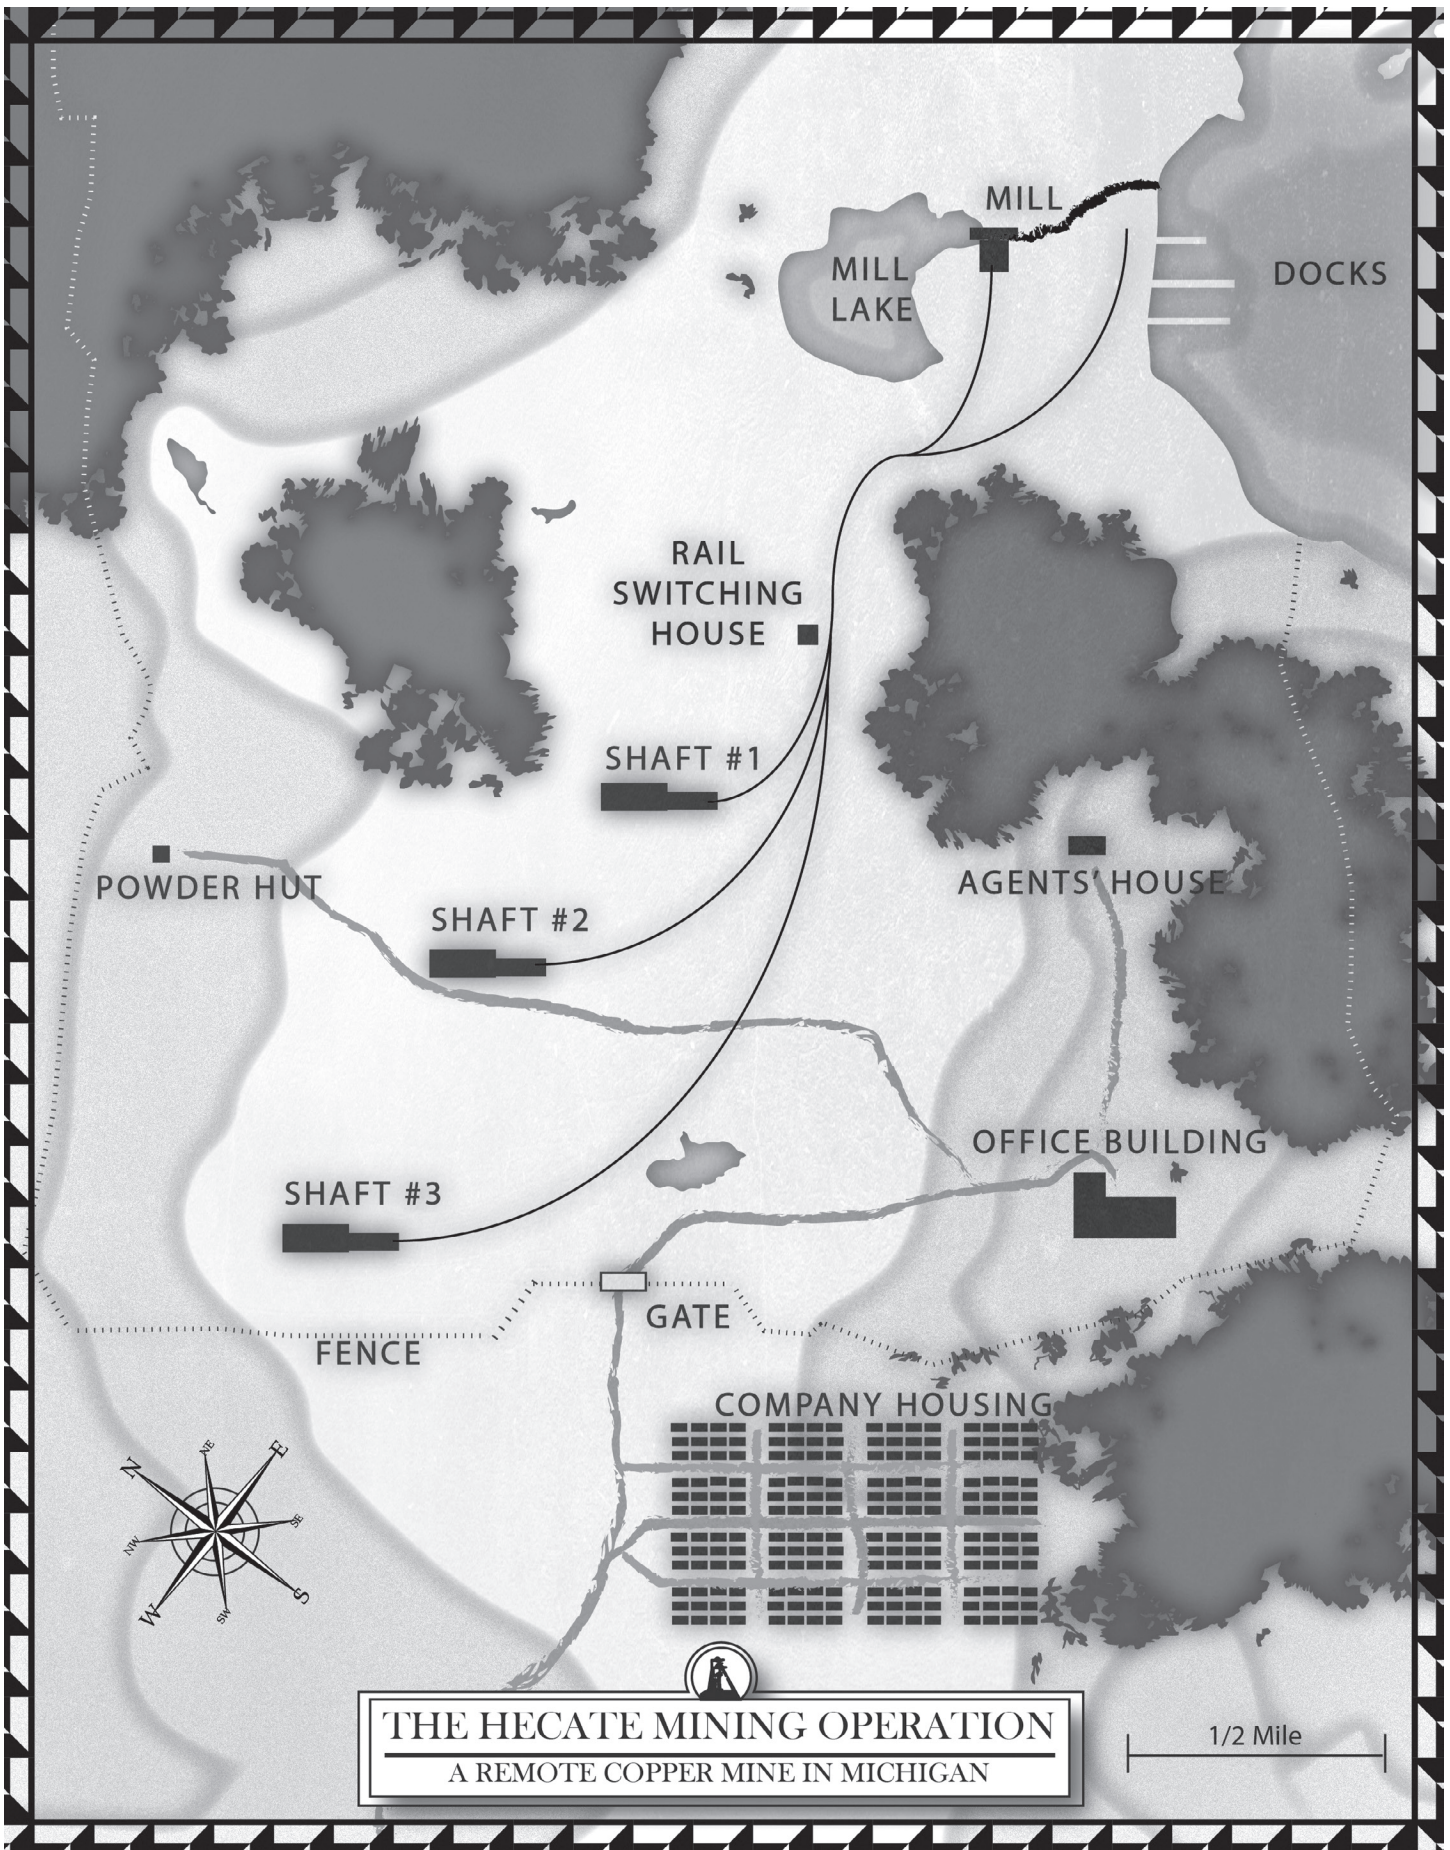 MILL
DOCKS
MILL
LAKE
RAIL
SWITCHING
HOUSE
SHAFT #1
AGENTS' HOUSE
POWDER HUT
SHAFT #2
OFFICE BUILDING
SHAFT #3
GATE
FENCE
COMPANY HOUSING
N
NE
E
SE
S
SW
W
NW
THE HECATE MINING OPERATION
A REMOTE COPPER MINE IN MICHIGAN
1/2 Mile